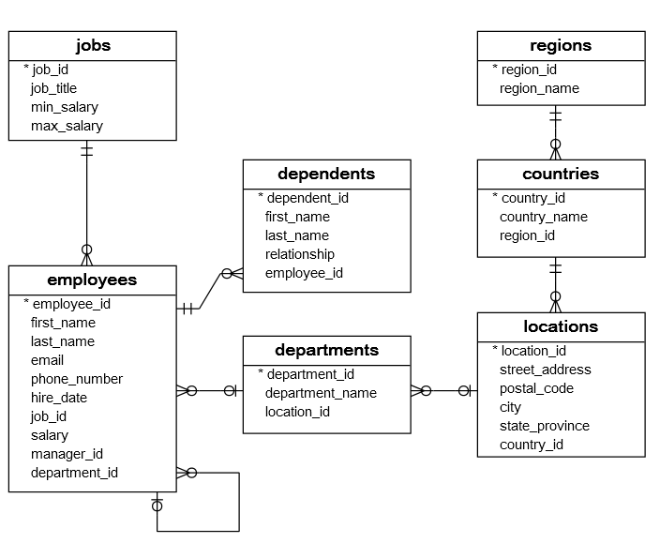 jobs
* job_id
job_title
min_salary
max_salary
regions
* region_id
region_name
dependents
* dependent_id
first_name
last_name
relationship
employee_id
countries
* country_id
country_name
region_id
employees
* employee_id
first_name
last_name
email
phone_number
hire_date
job_id
salary
manager_id
department_id
departments
* department_id
department_name
location_id
locations
* location_id
street_address
postal_code
city
state_province
country_id